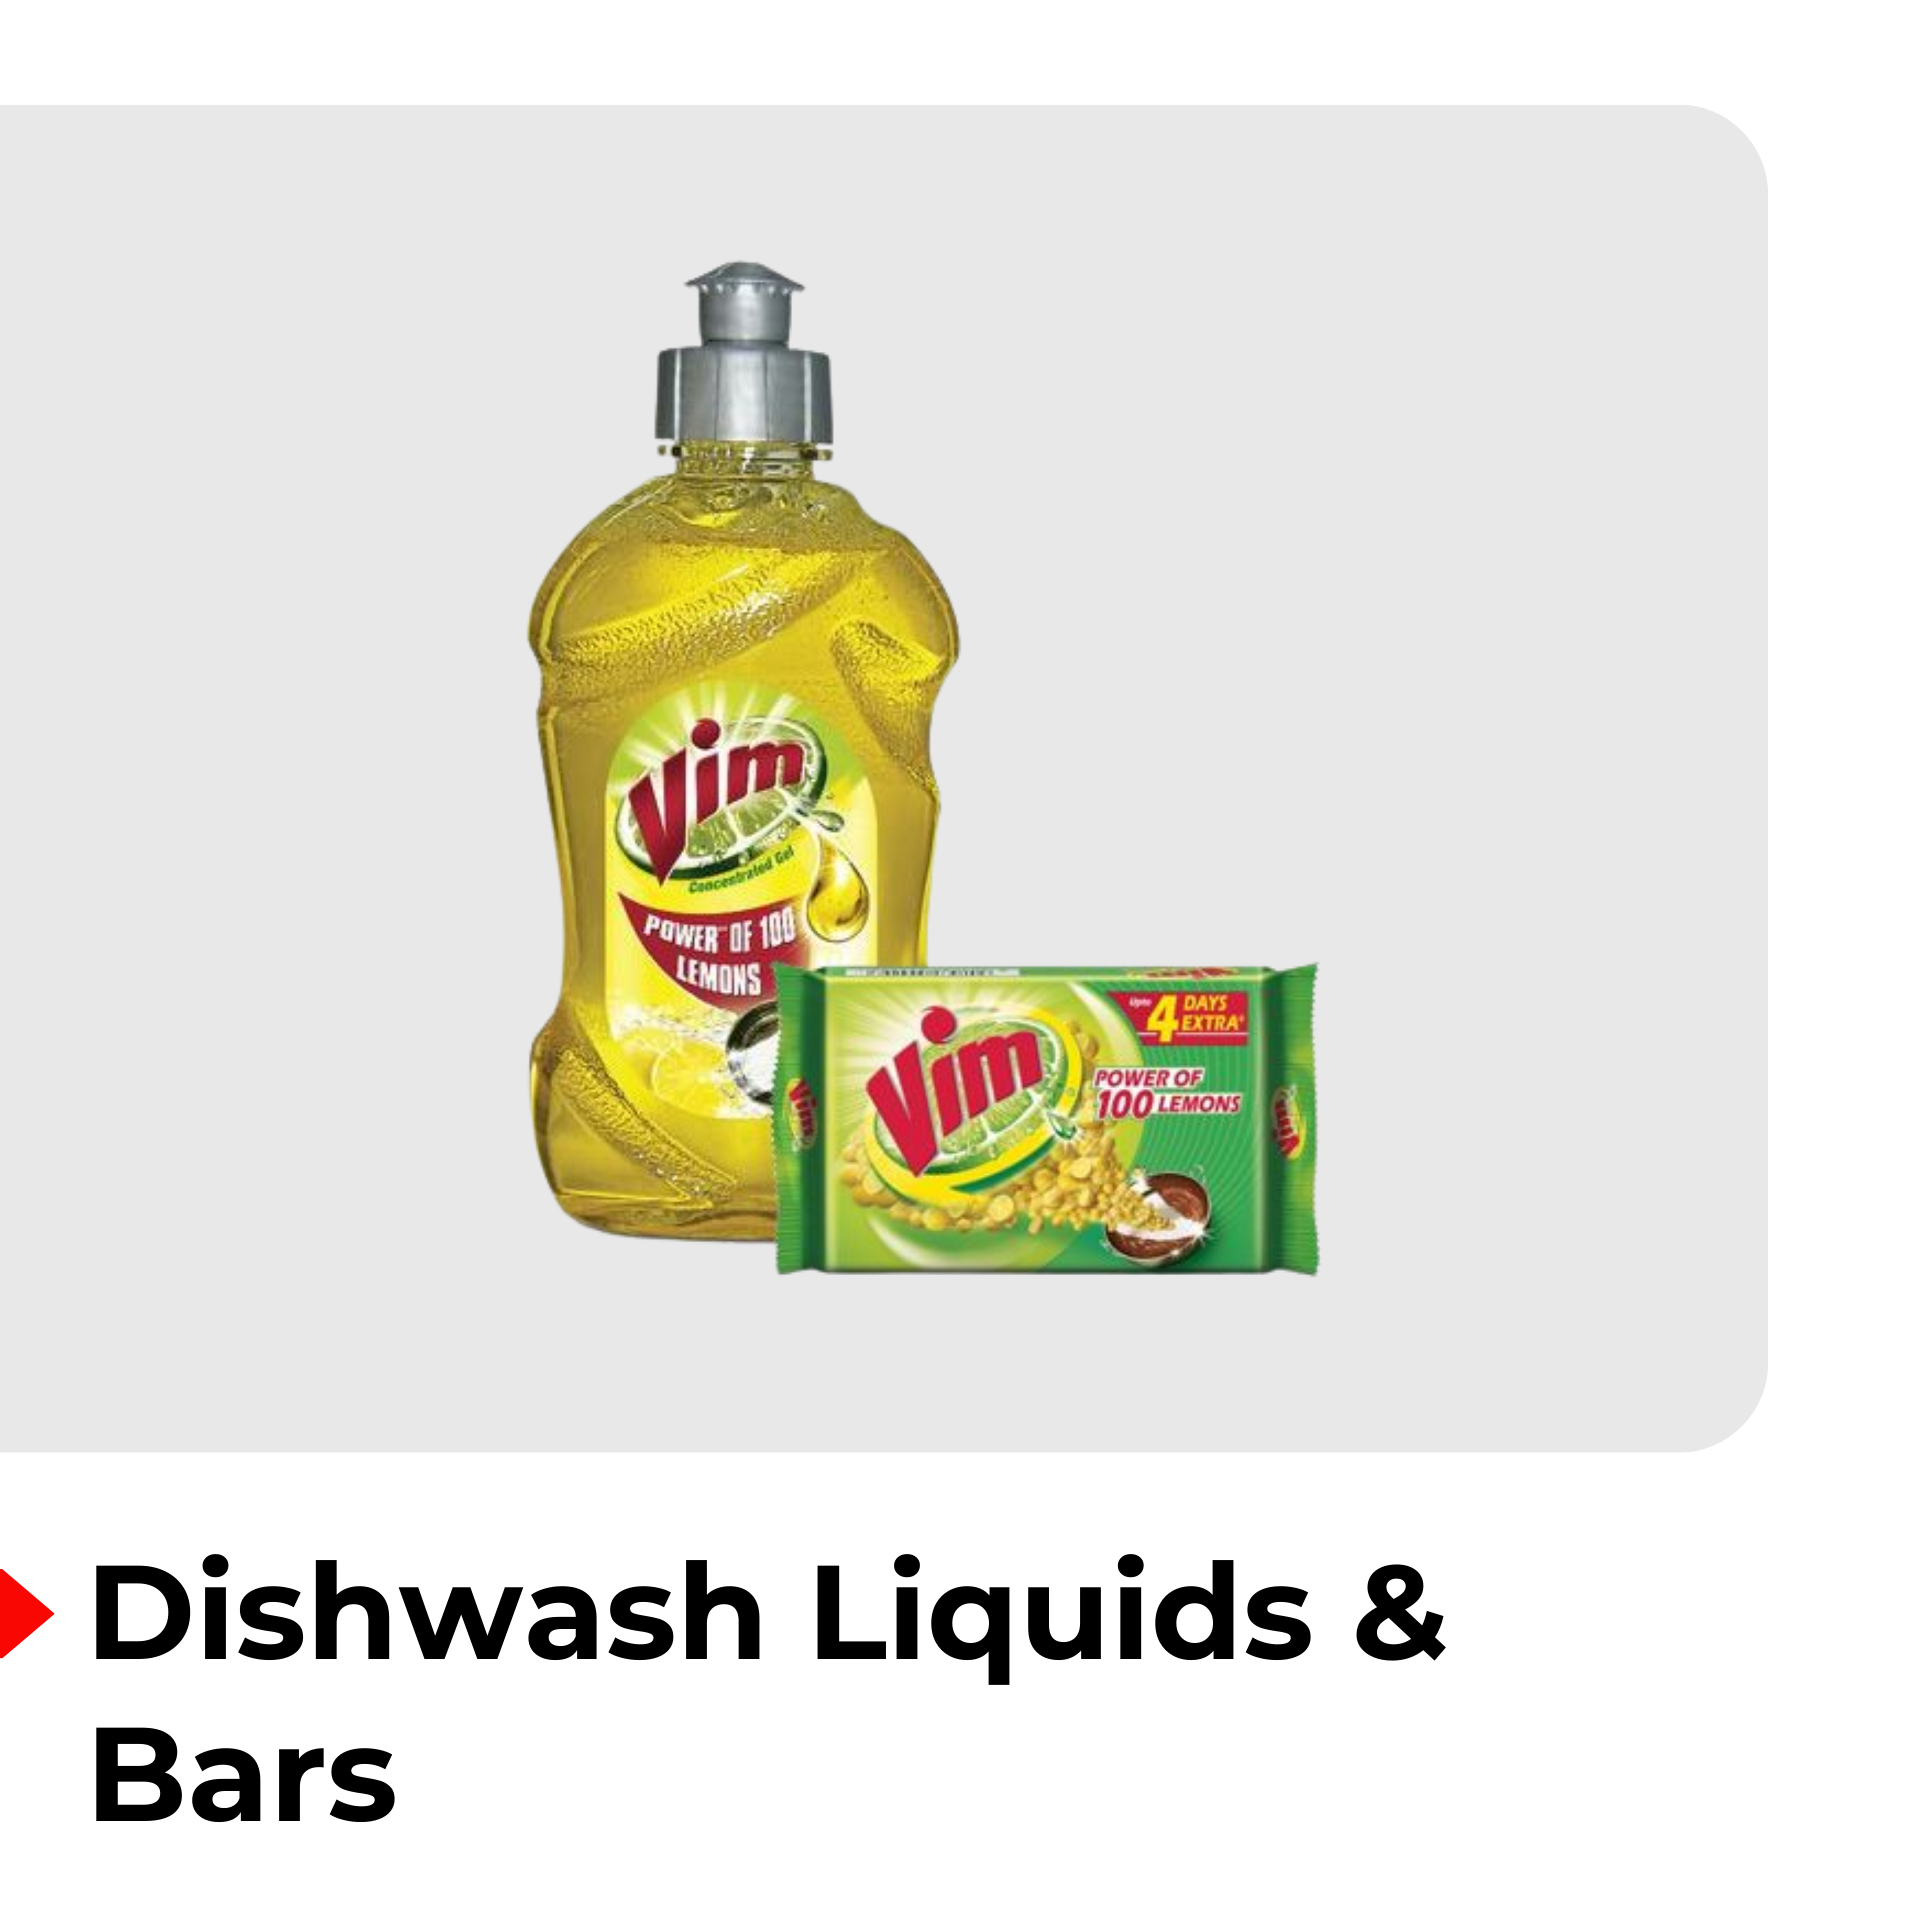 Vim
Concentrated Gel
POWER OF 100
LEMONS
Vim
Upto 4 DAYS
EXTRA*
POWER OF
100 LEMONS
Vim
Vim
Dishwash Liquids &
Bars